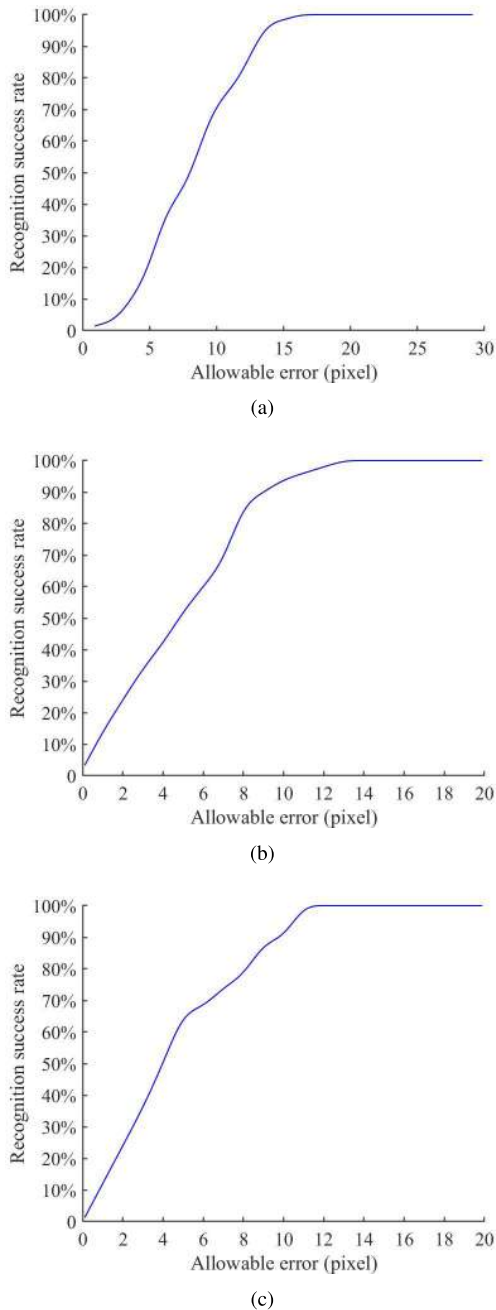 100%
90%
80%
70%
60%
50%
40%
30%
20%
10%
0
Recognition success rate
0 5 10 15 20 25 30
Allowable error (pixel)
(a)
100%
90%
80%
70%
60%
50%
40%
30%
20%
10%
0
Recognition success rate
0 2 4 6 8 10 12 14 16 18 20
Allowable error (pixel)
(b)
100%
90%
80%
70%
60%
50%
40%
30%
20%
10%
0
Recognition success rate
0 2 4 6 8 10 12 14 16 18 20
Allowable error (pixel)
(c)